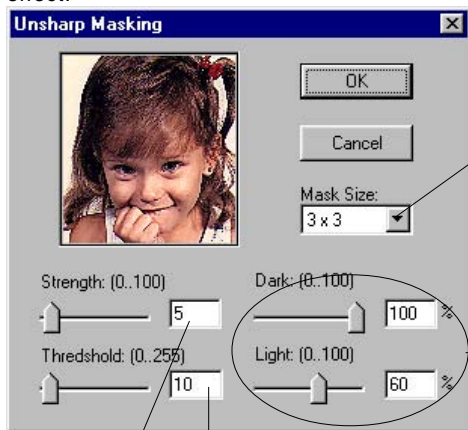 Unsharp Masking
OK
Cancel
Mask Size:
3 x 3
Strength: (0..100)
5
Dark: (0..100)
100 %
Thredshold: (0..255)
10
Light: (0..100)
60 %